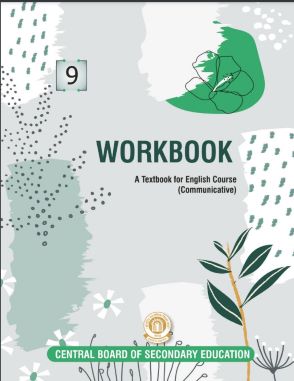 9
WORKBOOK
A Textbook for English Course
(Communicative)
CENTRAL BOARD OF SECONDARY EDUCATION